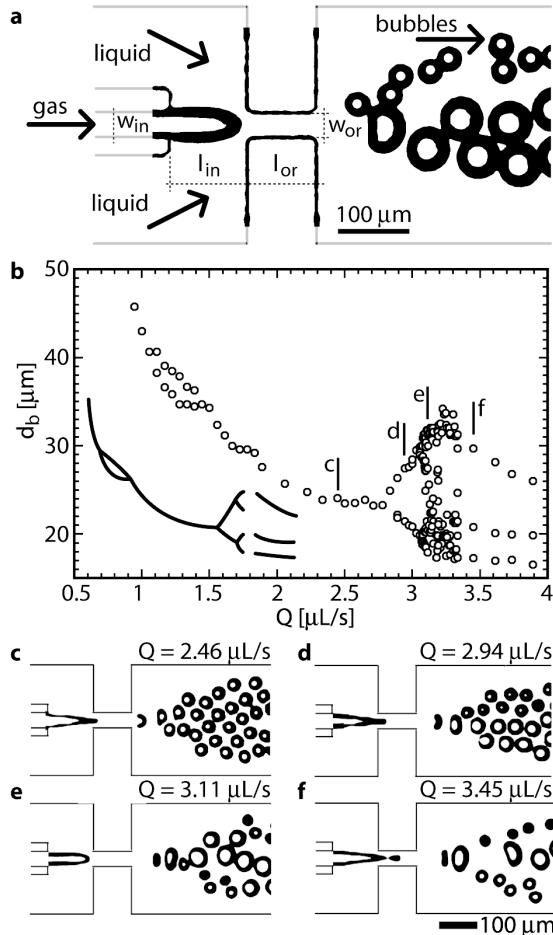 a
liquid
bubbles
gas
w_in
w_or
l_in
l_or
liquid
100 μm
b
50
40
30
20
d_b [μm]
c
d
e
f
0.5 1 1.5 2 2.5 3 3.5 4
Q [μL/s]
c Q = 2.46 μL/s
d Q = 2.94 μL/s
e Q = 3.11 μL/s
f Q = 3.45 μL/s
100 μm